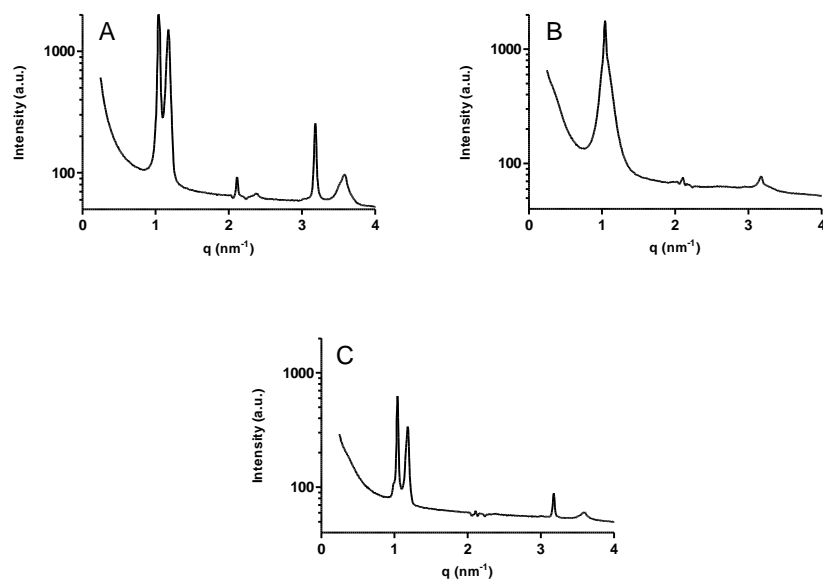 A
Intensity (a.u.)
1000
100
0 1 2 3 4
q (nm⁻¹)
B
Intensity (a.u.)
1000
100
0 1 2 3 4
q (nm⁻¹)
C
Intensity (a.u.)
1000
100
0 1 2 3 4
q (nm⁻¹)